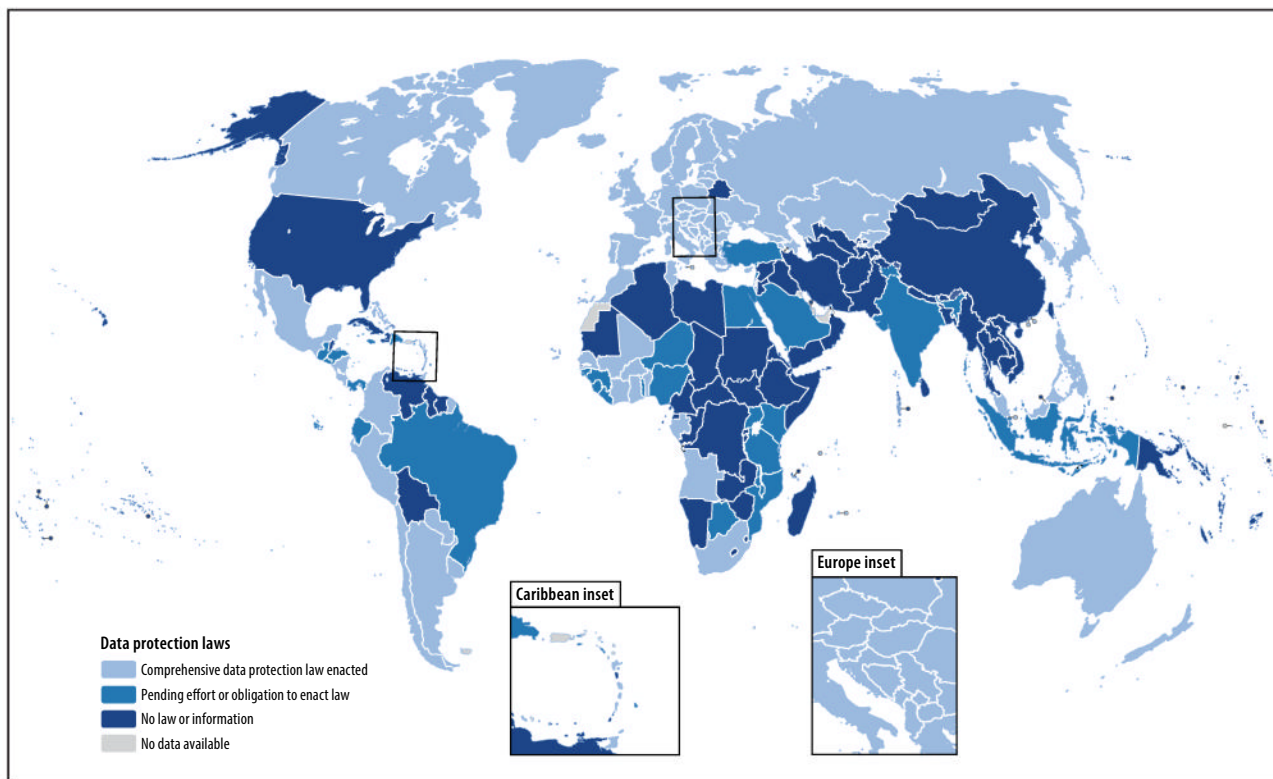 Caribbean inset
Europe inset
Data protection laws
Comprehensive data protection law enacted
Pending effort or obligation to enact law
No law or information
No data available